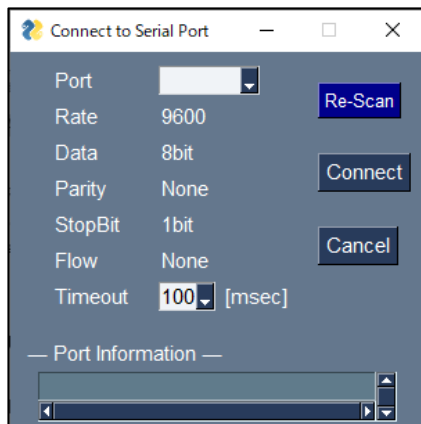 Connect to Serial Port
Port
Re-Scan
Rate 9600
Data 8bit
Connect
Parity None
StopBit 1bit
Cancel
Flow None
Timeout 100 [msec]
Port Information